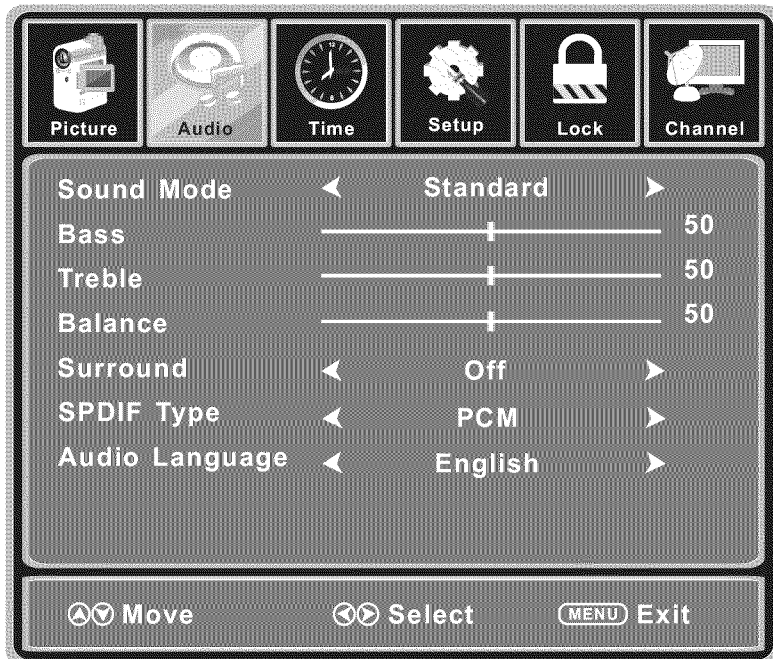 Picture Audio Time Setup Lock Channel
Sound Mode Standard
Bass 50
Treble 50
Balance 50
Surround Off
SPDIF Type PCM
Audio Language English
Move Select MENU Exit